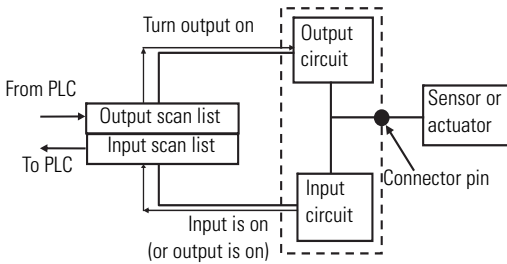 Turn output on
Output
circuit
From PLC
Output scan list
Input scan list
To PLC
Sensor or
actuator
Connector pin
Input
circuit
Input is on
(or output is on)